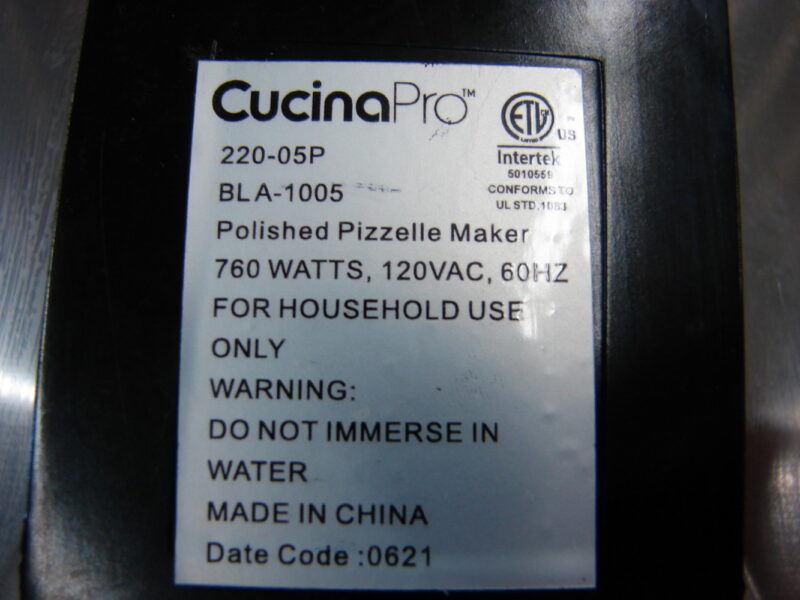 CucinaPro™
220-05P
BLA-1005
Polished Pizzelle Maker
760 WATTS, 120VAC, 60HZ
FOR HOUSEHOLD USE
ONLY
WARNING:
DO NOT IMMERSE IN
WATER
MADE IN CHINA
Date Code :0621
ETL
US
Intertek
5010559
CONFORMS TO
UL STD.1083